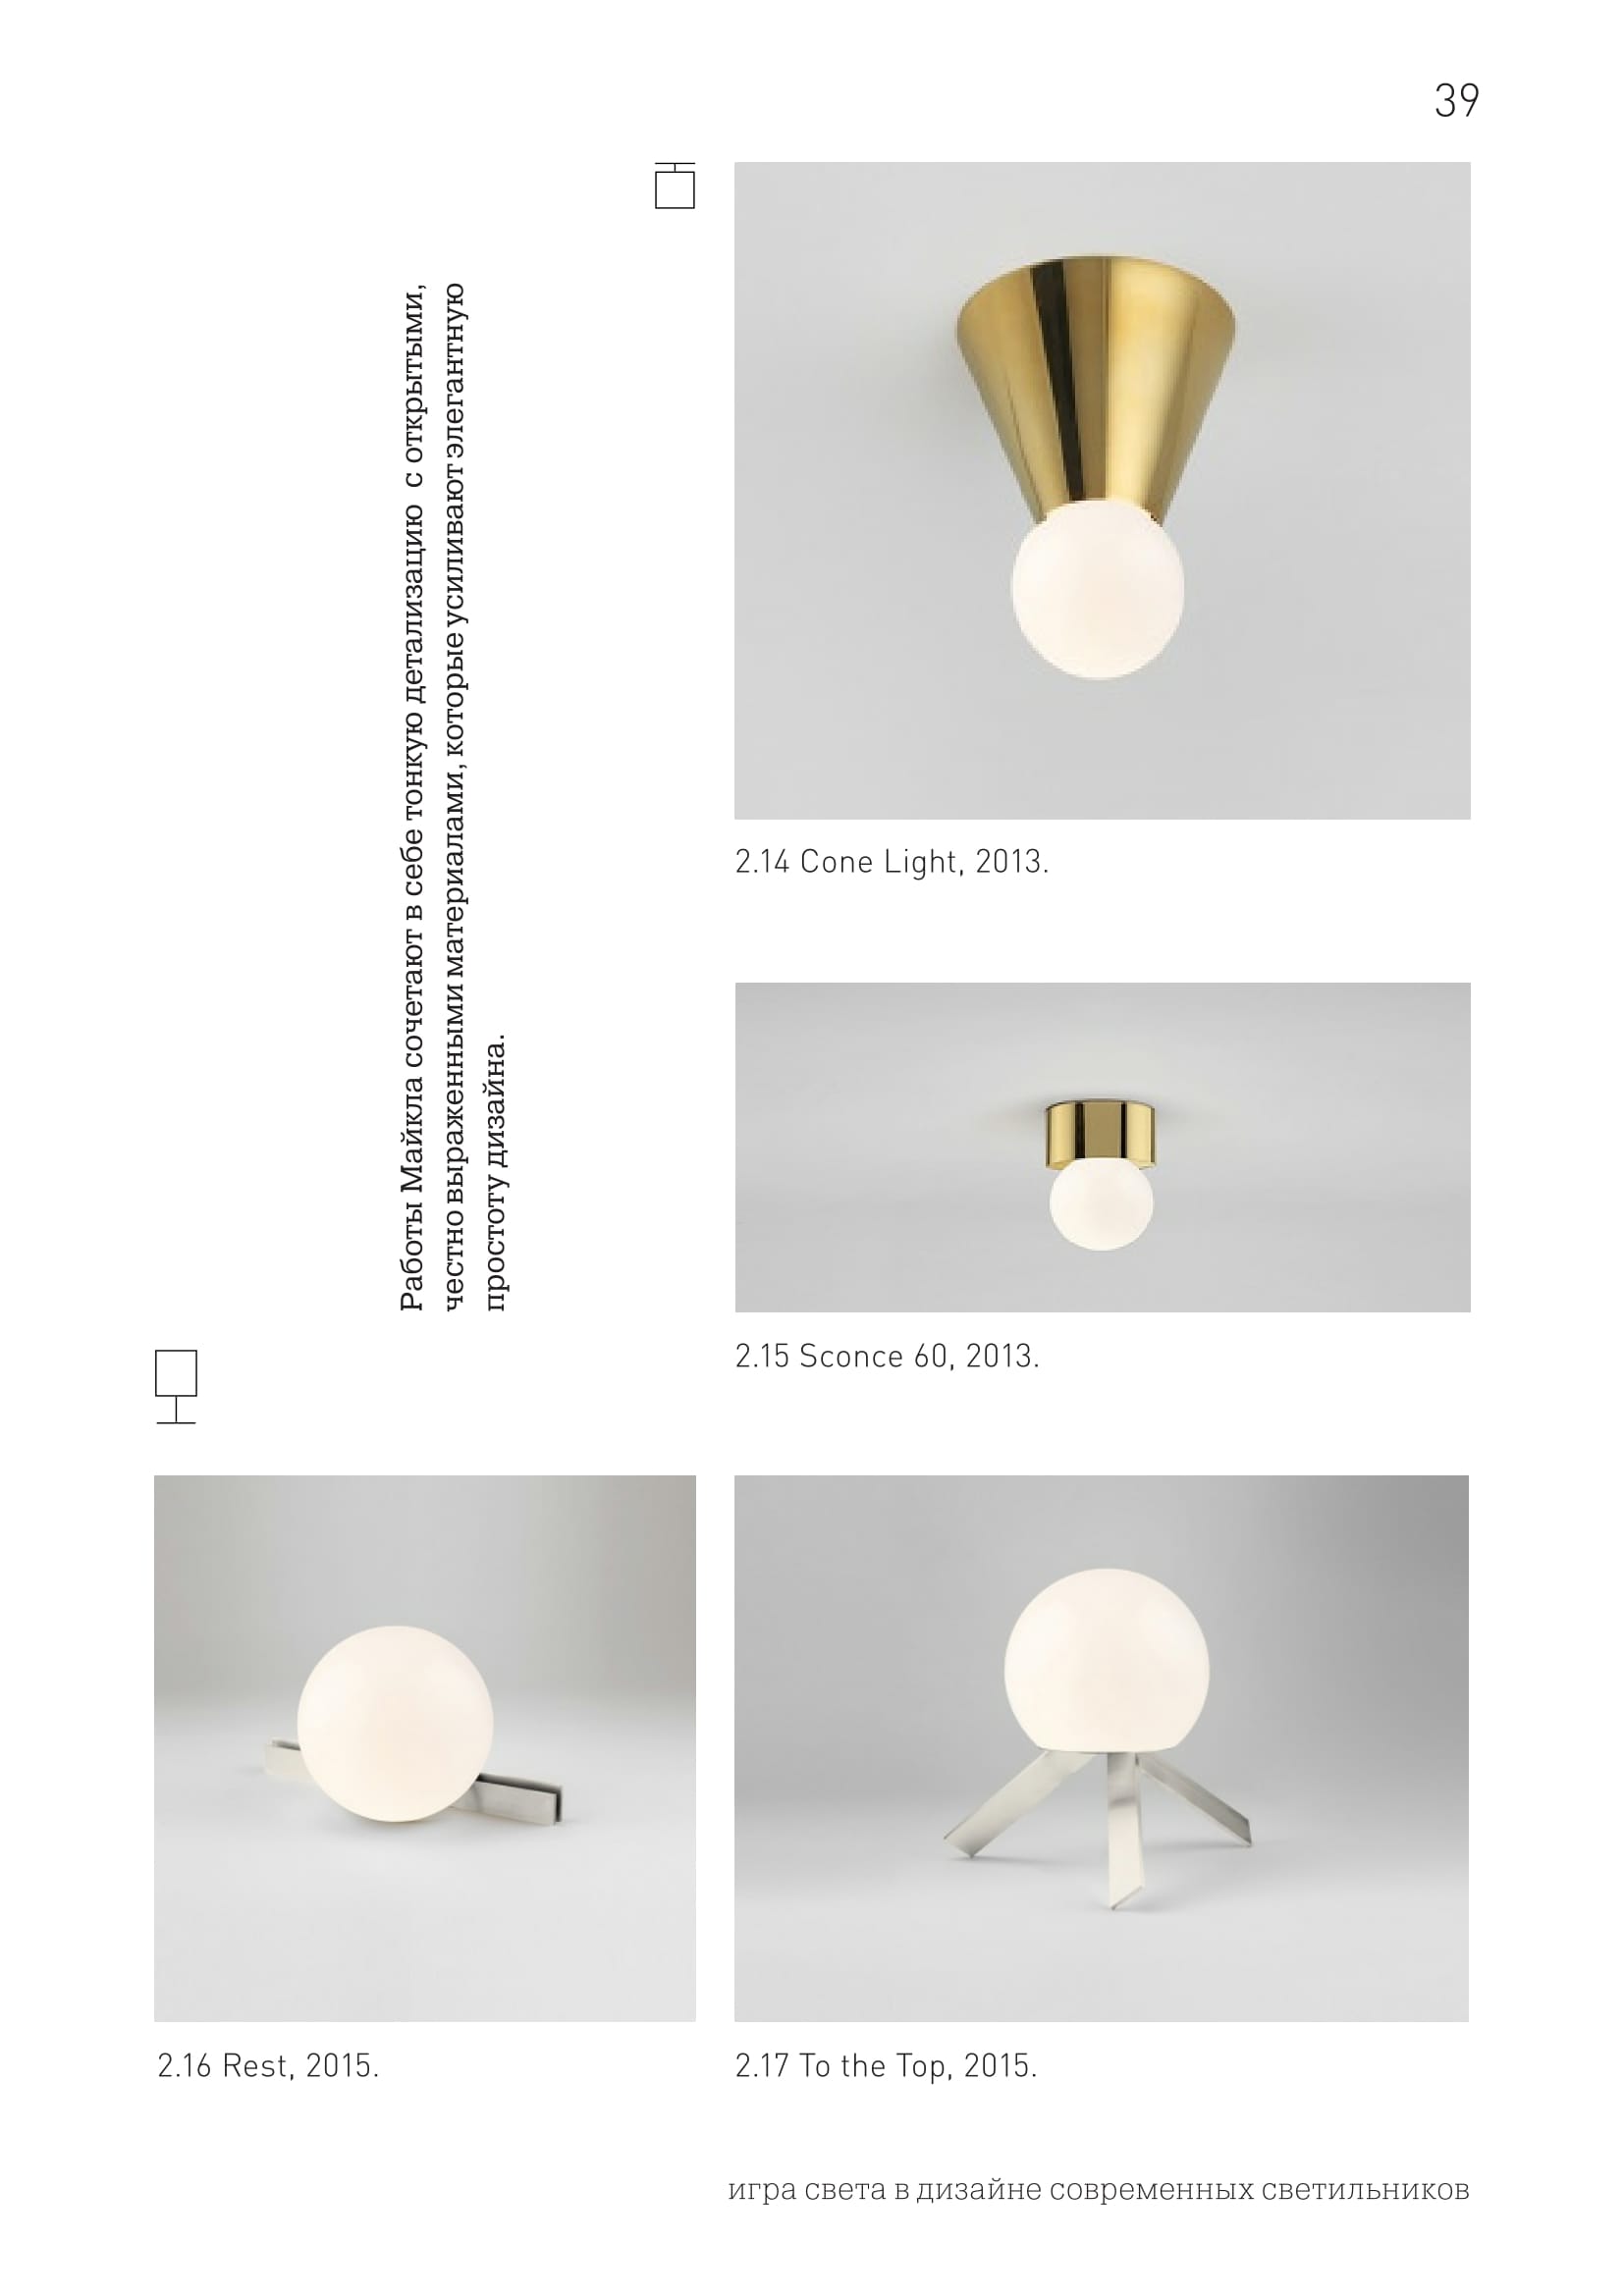 39
Работы Майкла сочетают в себе тонкую детализацию с открытыми,
честно выраженными материалами, которые усиливают элегантную
простоту дизайна.
2.14 Cone Light, 2013.
2.15 Sconce 60, 2013.
2.16 Rest, 2015.
2.17 To the Top, 2015.
игра света в дизайне современных светильников